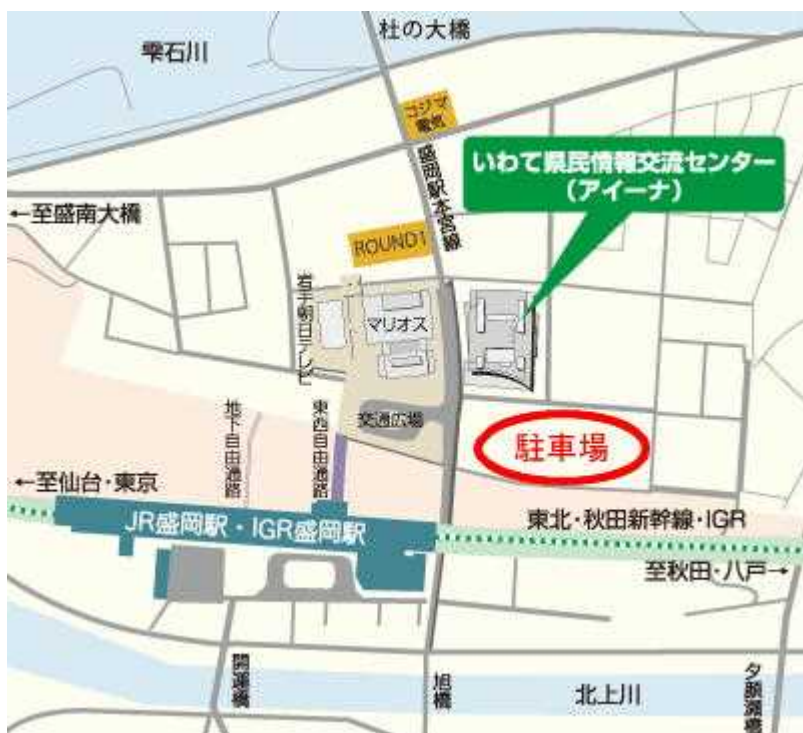 杜の大橋
雫石川
コジマ
電気
盛岡駅本宮線
いわて県民情報交流センター
(アイーナ)
←至盛南大橋
ROUND1
岩手朝日テレビ
マリオス
交通広場
地下自由通路
東西自由通路
駐車場
←至仙台・東京
JR盛岡駅・IGR盛岡駅
東北・秋田新幹線・IGR
至秋田・八戸→
開運橋
旭橋
北上川
夕顔瀬橋